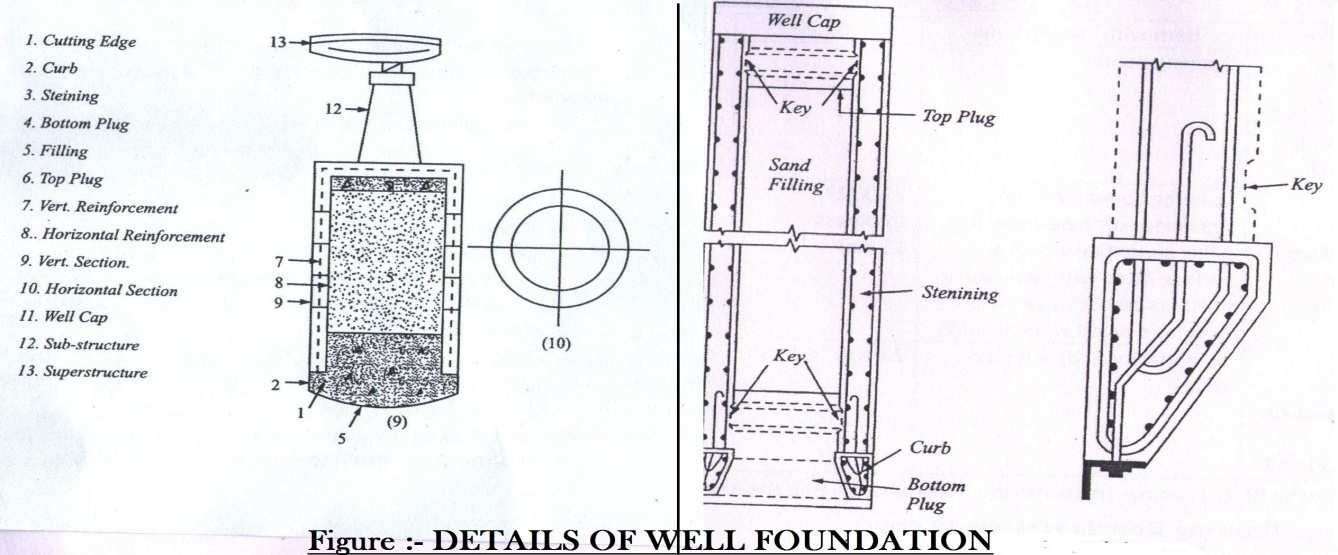 1. Cutting Edge
2. Curb
3. Steining
4. Bottom Plug
5. Filling
6. Top Plug
7. Vert. Reinforcement
8.. Horizontal Reinforcement
9. Vert. Section.
10. Horizontal Section
11. Well Cap
12. Sub-structure
13. Superstructure
13
12
7
8
9
2
1
5
(9)
(10)
5
Well Cap
Key
Top Plug
Sand
Filling
Stenining
Key
Curb
Bottom
Plug
Key
Figure :- DETAILS OF WELL FOUNDATION